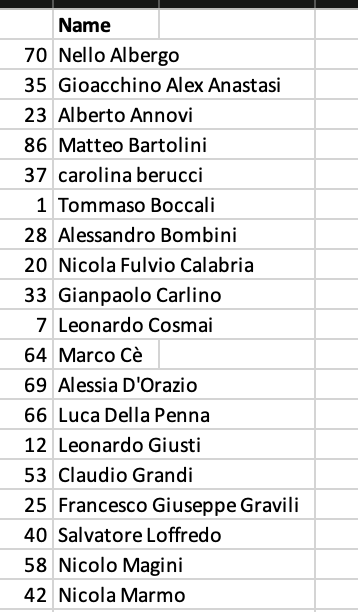 Name
70 Nello Albergo
35 Gioacchino Alex Anastasi
23 Alberto Annovi
86 Matteo Bartolini
37 carolina berucci
1 Tommaso Boccali
28 Alessandro Bombini
20 Nicola Fulvio Calabria
33 Gianpaolo Carlino
7 Leonardo Cosmai
64 Marco Cè
69 Alessia D'Orazio
66 Luca Della Penna
12 Leonardo Giusti
53 Claudio Grandi
25 Francesco Giuseppe Gravili
40 Salvatore Loffredo
58 Nicolo Magini
42 Nicola Marmo